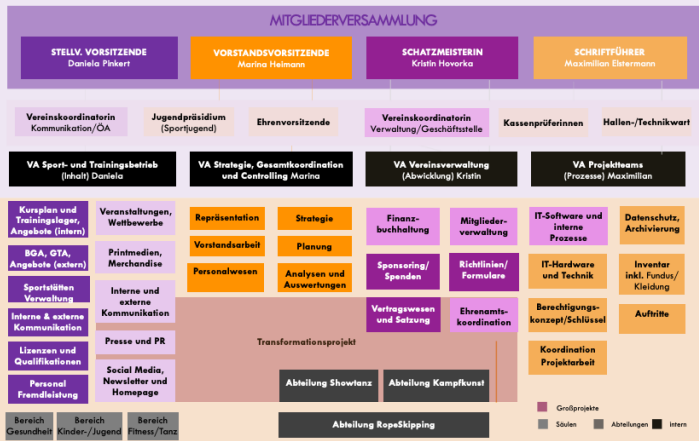 MITGLIEDERVERSAMMLUNG
STELLV. VORSITZENDE
Daniela Pinkert
VORSTANDSVORSITZENDE
Marina Heimann
SCHATZMEISTERIN
Kristin Hovorka
SCHRIFTFÜHRER
Maximilian Elstermann
Vereinskoordinatorin
Kommunikation/ÖA
Jugendpräsidium
(Sportjugend)
Ehrenvorsitzende
Vereinskoordinatorin
Verwaltung/Geschäftsstelle
Kassenprüferinnen
Hallen-/Technikwart
VA Sport- und Trainingsbetrieb
(Inhalt) Daniela
VA Strategie, Gesamtkoordination
und Controlling Marina
VA Vereinsverwaltung
(Abwicklung) Kristin
VA Projektteams
(Prozesse) Maximilian
Kursplan und
Trainingslager,
Angebote (intern)
BGA, GTA,
Angebote (extern)
Sportstätten
Verwaltung
Interne & externe
Kommunikation
Lizenzen und
Qualifikationen
Personal
Fremdleistung
Veranstaltungen,
Wettbewerbe
Printmedien,
Merchandise
Interne und
externe
Kommunikation
Presse und PR
Social Media,
Newsletter und
Homepage
Repräsentation
Vorstandsarbeit
Personalwesen
Strategie
Planung
Analysen und
Auswertungen
Finanz-
buchhaltung
Sponsoring/
Spenden
Vertragswesen
und Satzung
Mitglieder-
verwaltung
Richtlinien/
Formulare
Ehrenamts-
koordination
IT-Software und
interne
Prozesse
IT-Hardware
und Technik
Berechtigungs-
konzept/Schlüssel
Koordination
Projektarbeit
Datenschutz,
Archivierung
Inventar
inkl. Fundus/
Kleidung
Auftritte
Transformationsprojekt
Abteilung Showtanz
Abteilung Kampfkunst
Abteilung RopeSkipping
Bereich
Gesundheit
Bereich
Kinder-/Jugend
Bereich
Fitness/Tanz
Großprojekte
Säulen
Abteilungen
intern